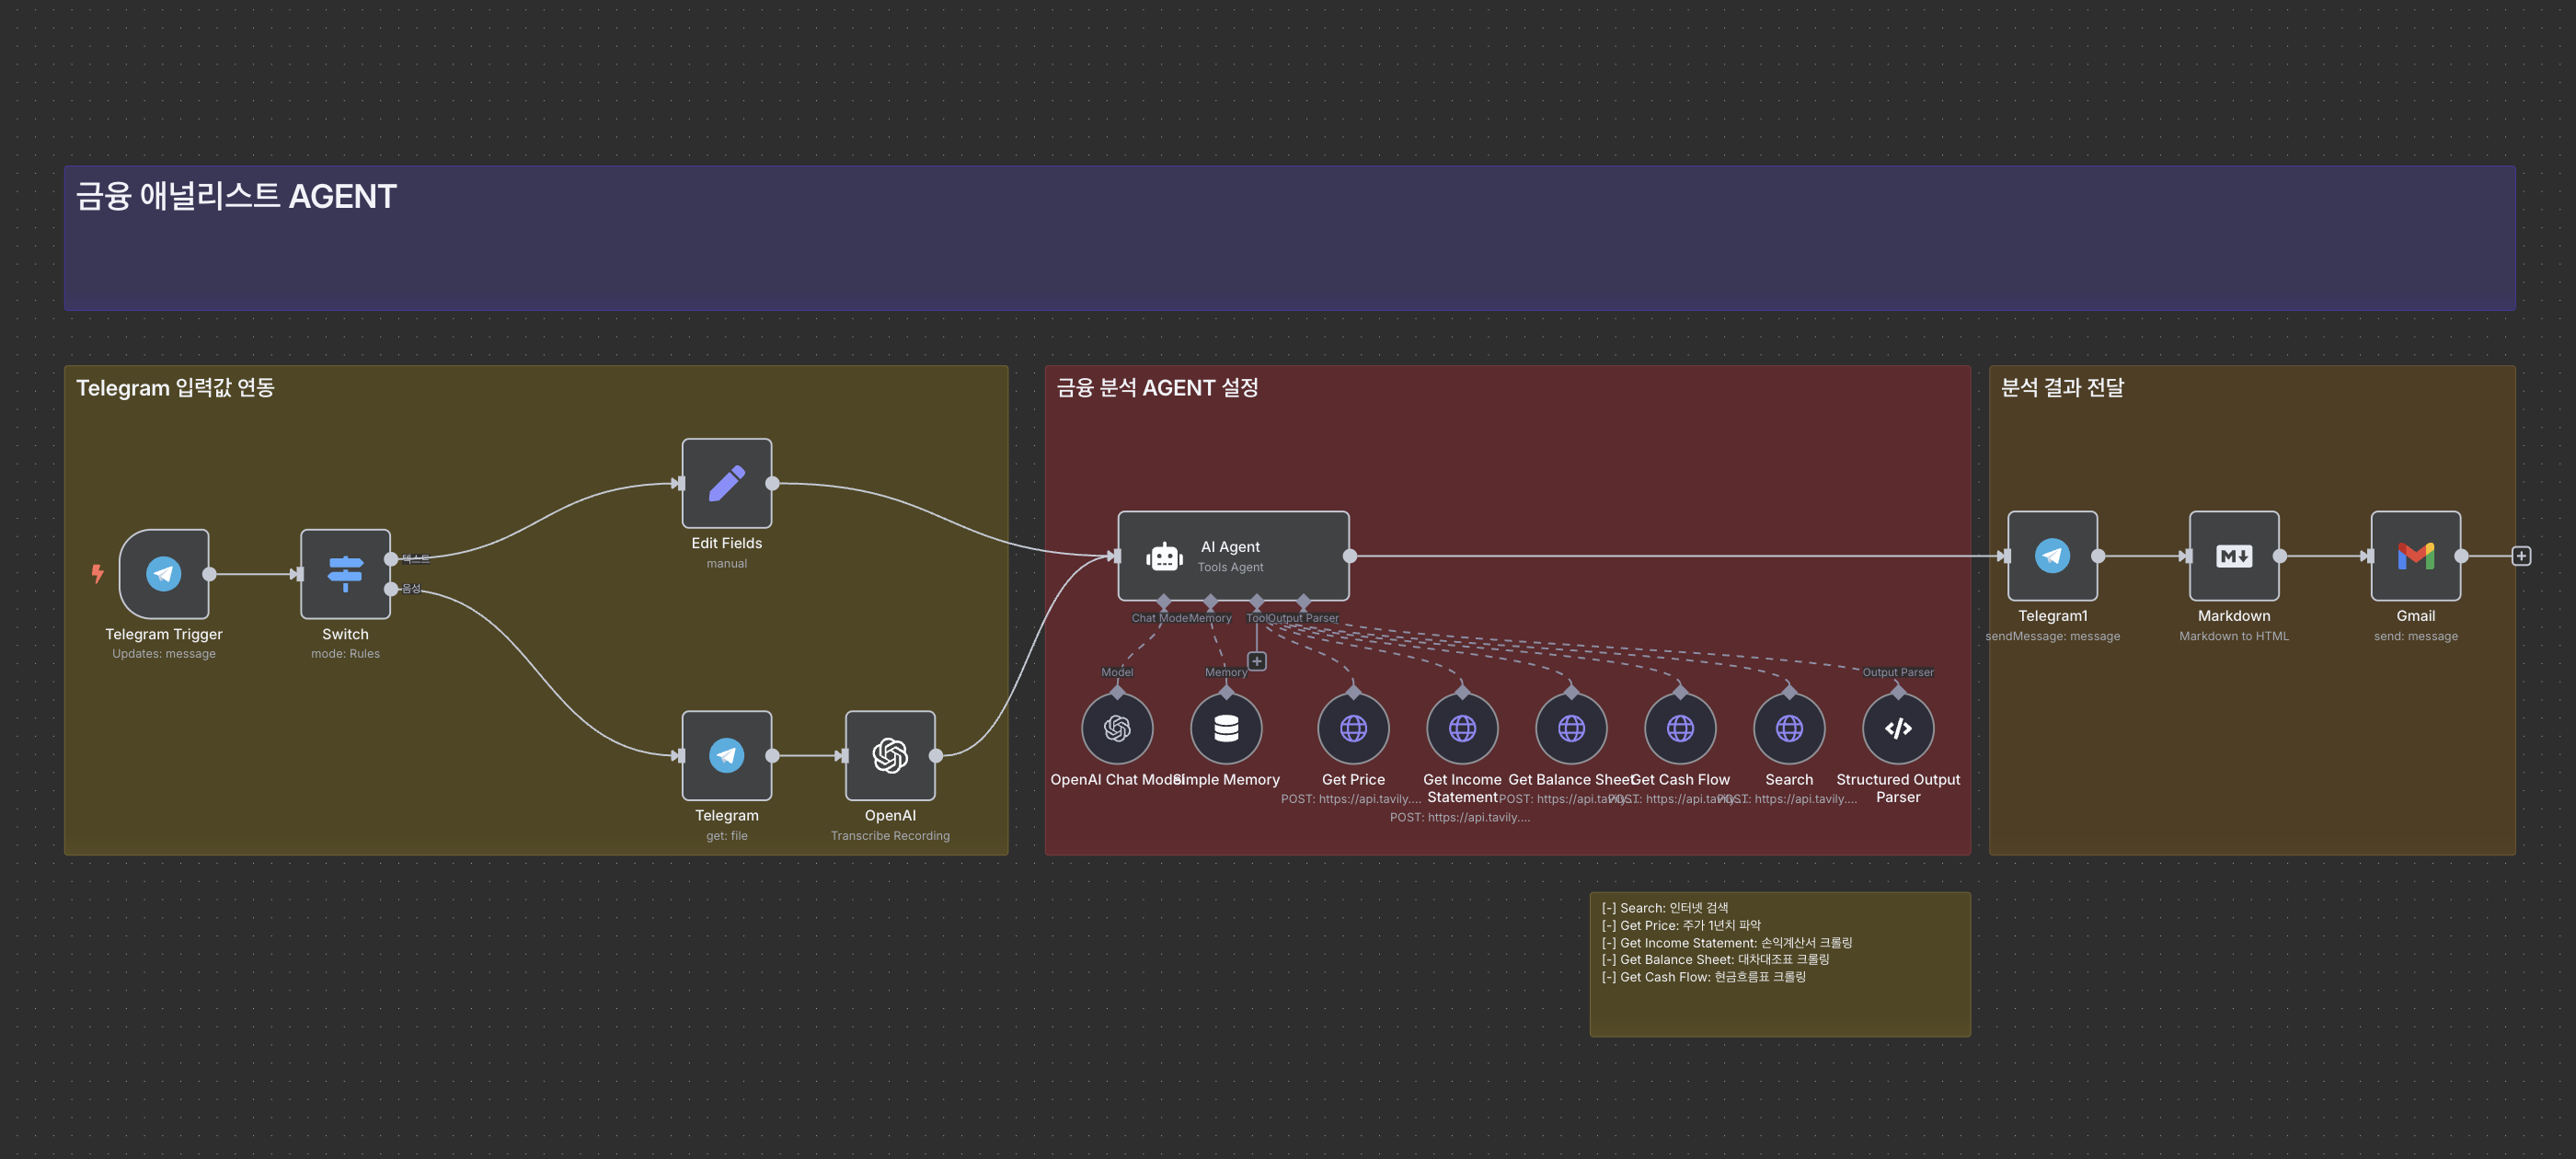 금융 애널리스트 AGENT
Telegram 입력값 연동
Telegram Trigger
Updates: message
Switch
mode: Rules
텍스트
음성
Edit Fields
manual
Telegram
get: file
OpenAI
Transcribe Recording
금융 분석 AGENT 설정
AI Agent
Tools Agent
Chat Model
Memory
Tool
Output Parser
Model
Memory
Output Parser
OpenAI Chat Model
Simple Memory
Get Price
POST: https://api.tavily....
Get Income
Statement
POST: https://api.tavily....
Get Balance Sheet
POST: https://api.tavily....
Get Cash Flow
POST: https://api.tavily....
Search
POST: https://api.tavily....
Structured Output
Parser
분석 결과 전달
Telegram1
sendMessage: message
Markdown
Markdown to HTML
Gmail
send: message
[-] Search: 인터넷 검색
[-] Get Price: 주가 1년치 파악
[-] Get Income Statement: 손익계산서 크롤링
[-] Get Balance Sheet: 대차대조표 크롤링
[-] Get Cash Flow: 현금흐름표 크롤링